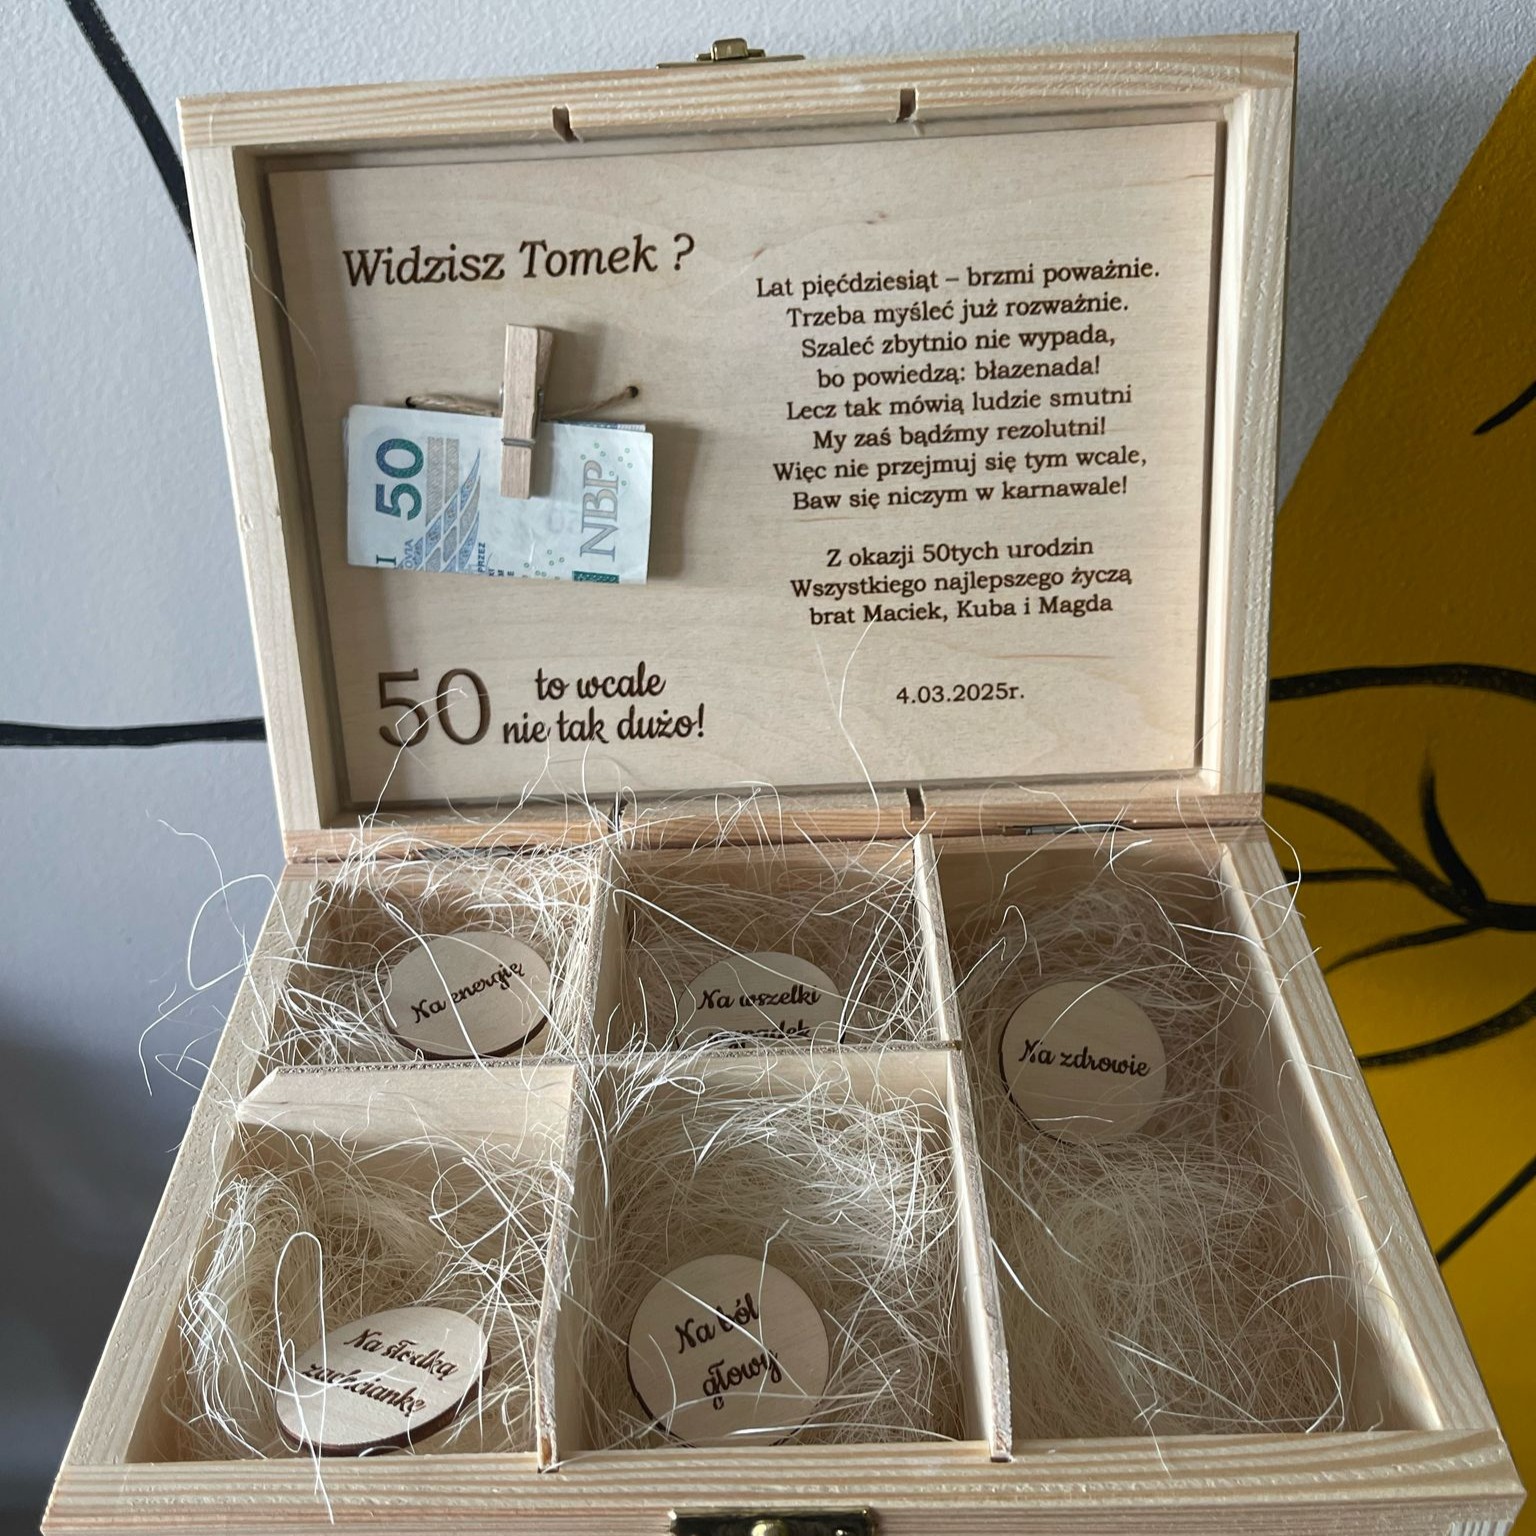 Widzisz Tomek ?
50
NBP
50 to wcale
nie tak dużo!
Lat pięćdziesiąt – brzmi poważnie.
Trzeba myśleć już rozważnie.
Szaleć zbytnio nie wypada,
bo powiedzą: błazenada!
Lecz tak mówią ludzie smutni
My zaś bądźmy rezolutni!
Więc nie przejmuj się tym wcale,
Baw się niczym w karnawale!
Z okazji 50tych urodzin
Wszystkiego najlepszego życzą
brat Maciek, Kuba i Magda
4.03.2025r.
Na energię
Na wszelki
wypadek
Na zdrowie
Na słodką
zachciankę
Na ból
głowy